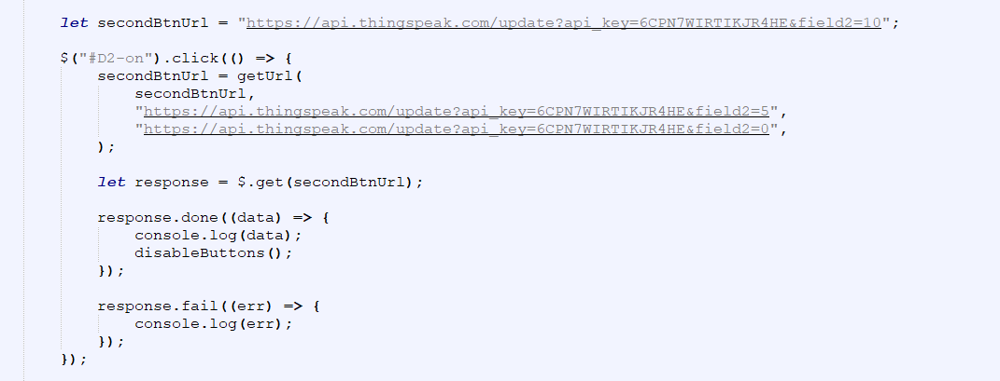 let secondBtnUrl = "https://api.thingspeak.com/update?api_key=6CPN7WIRTIKJR4HE&field2=10";
$("#D2-on").click(() => {
secondBtnUrl = getUrl(
secondBtnUrl,
"https://api.thingspeak.com/update?api_key=6CPN7WIRTIKJR4HE&field2=5",
"https://api.thingspeak.com/update?api_key=6CPN7WIRTIKJR4HE&field2=0",
);
let response = $.get(secondBtnUrl);
response.done((data) => {
console.log(data);
disableButtons();
});
response.fail((err) => {
console.log(err);
});
});